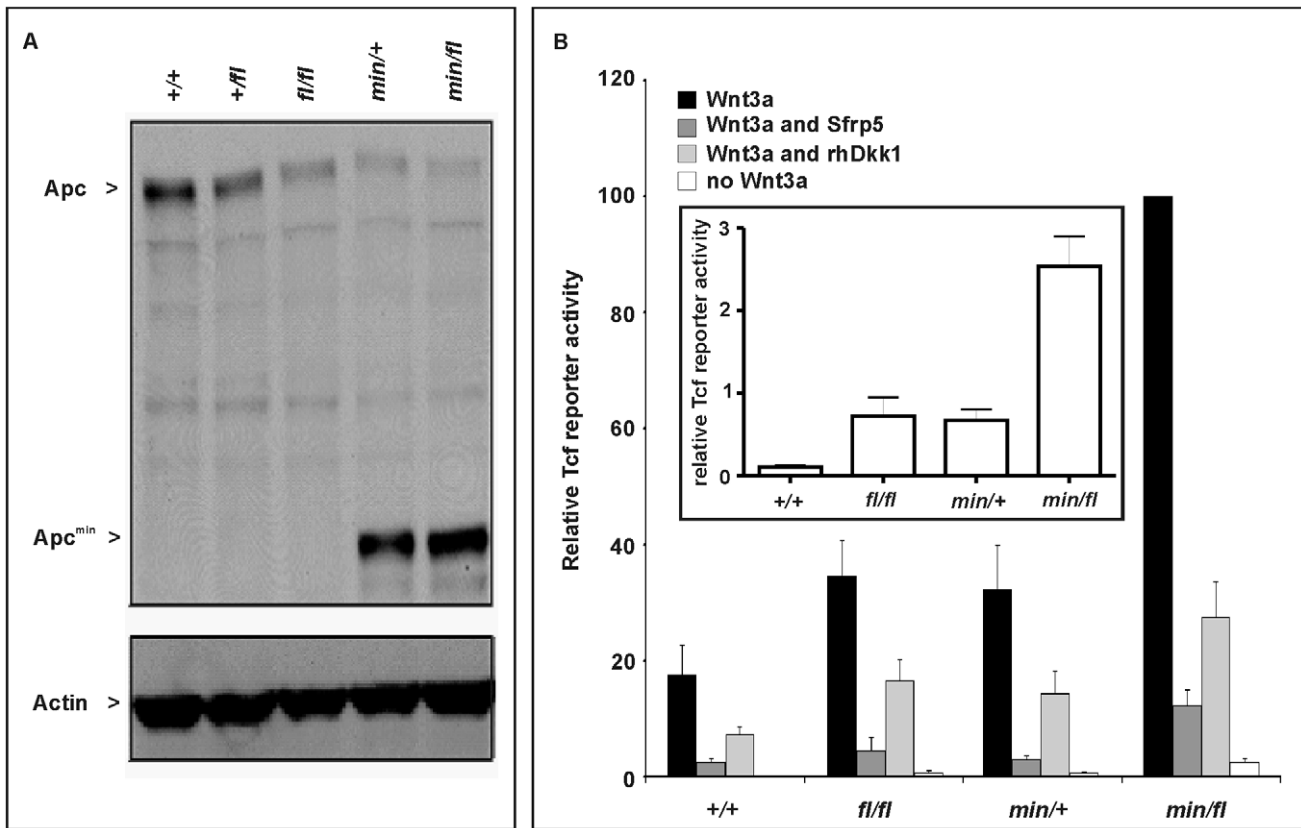 A
+/+ +/fl fl/fl min/+ min/fl
Apc >
Apcmin >
Actin >
B
Relative Tcf reporter activity
120
100
80
60
40
20
0
Wnt3a
Wnt3a and Sfrp5
Wnt3a and rhDkk1
no Wnt3a
relative Tcf reporter activity
3
2
1
0
+/+ fl/fl min/+ min/fl
+/+ fl/fl min/+ min/fl